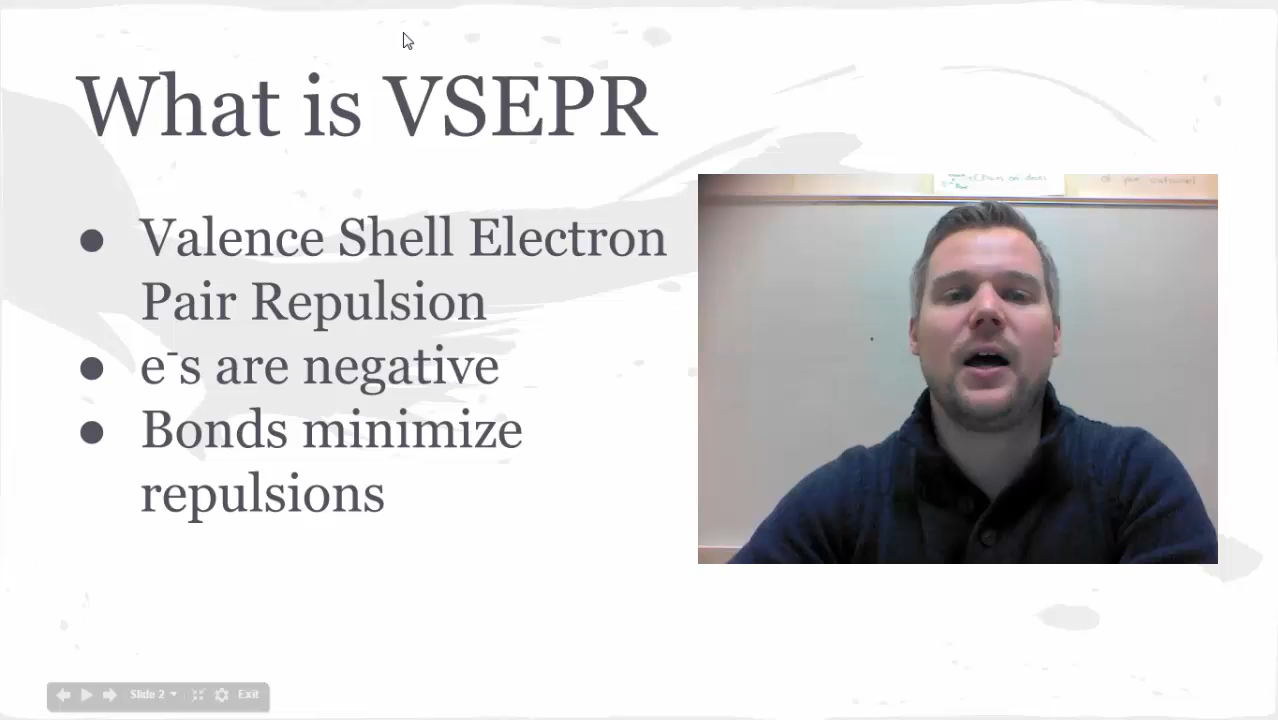 What is VSEPR
● Valence Shell Electron
Pair Repulsion
● e⁻s are negative
● Bonds minimize
repulsions
Slide 2
Exit